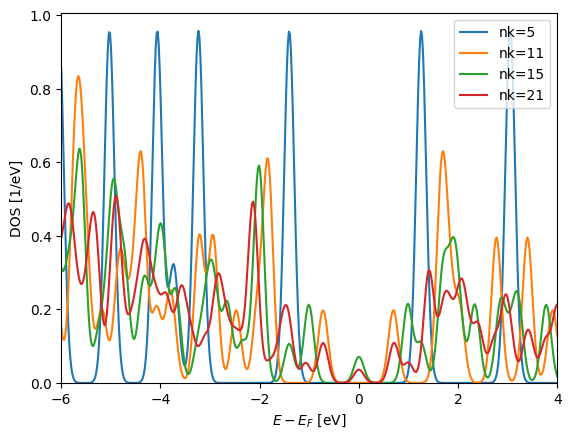 1.0
0.8
0.6
0.4
0.2
0.0
DOS [1/eV]
nk=5
nk=11
nk=15
nk=21
−6 −4 −2 0 2 4
E − E_F [eV]